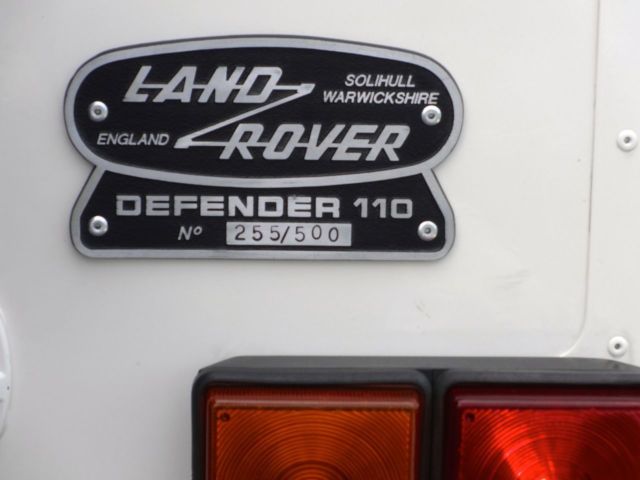 LAND ROVER
SOLIHULL
WARWICKSHIRE
ENGLAND
DEFENDER 110
Nº 255/500